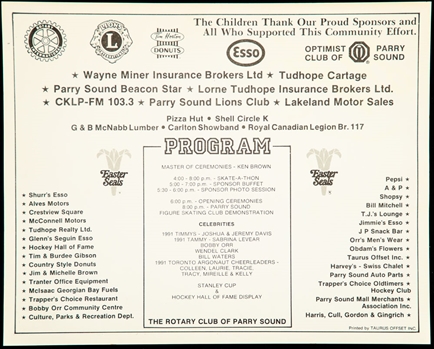 The Children Thank Our Proud Sponsors and
All Who Supported This Community Effort.
LIONS
L
INTERNATIONAL
Tim Horton
DONUTS
Esso
OPTIMIST
CLUB OF
PARRY
SOUND
★ Wayne Miner Insurance Brokers Ltd ★ Tudhope Cartage
★ Parry Sound Beacon Star ★ Lorne Tudhope Insurance Brokers Ltd.
★ CKLP-FM 103.3 ★ Parry Sound Lions Club ★ Lakeland Motor Sales
Pizza Hut • Shell Circle K
G & B McNabb Lumber • Carlton Showband • Royal Canadian Legion Br. 117
PROGRAM
MASTER OF CEREMONIES - KEN BROWN
4:00 - 8:00 p.m. - SKATE-A-THON
5:00 - 7:00 p.m. - SPONSOR BUFFET
5:30 - 6:00 p.m. - SPONSOR PHOTO SESSION
6:00 p.m. - OPENING CEREMONIES
8:00 p.m. - PARRY SOUND
FIGURE SKATING CLUB DEMONSTRATION
CELEBRITIES
1991 TIMMYS - JOSHUA & JEREMY DAVIS
1991 TAMMY - SABRINA LEVEAR
BOBBY ORR
WENDEL CLARK
BILL WATERS
1991 TORONTO ARGONAUT CHEERLEADERS -
COLLEEN, LAURIE, TRACIE,
TRACY, MIREILLE & KELLY
STANLEY CUP
&
HOCKEY HALL OF FAME DISPLAY
THE ROTARY CLUB OF PARRY SOUND
Easter
Seals
★ Shurr's Esso
★ Alves Motors
★ Crestview Square
★ McConnell Motors
★ Tudhope Realty Ltd.
★ Glenn's Seguin Esso
★ Hockey Hall of Fame
★ Tim & Burdee Gibson
★ Country Style Donuts
★ Jim & Michelle Brown
★ Tranter Office Equipment
★ McIsaac Georgian Bay Fuels
★ Trapper's Choice Restaurant
★ Bobby Orr Community Centre
★ Culture, Parks & Recreation Dept.
Easter
Seals
Pepsi ★
A & P ★
Shopsy ★
Bill Mitchell ★
T.J.'s Lounge ★
Jimmie's Esso ★
J P Snack Bar ★
Orr's Men's Wear ★
Obdam's Flowers ★
Taurus Offset Inc. ★
Harvey's - Swiss Chalet ★
Parry Sound Auto Parts ★
Trapper's Choice Oldtimers ★
Hockey Club
Parry Sound Mall Merchants ★
Association Inc.
Harris, Cull, Gordon & Gingrich ★
Printed by TAURUS OFFSET INC.